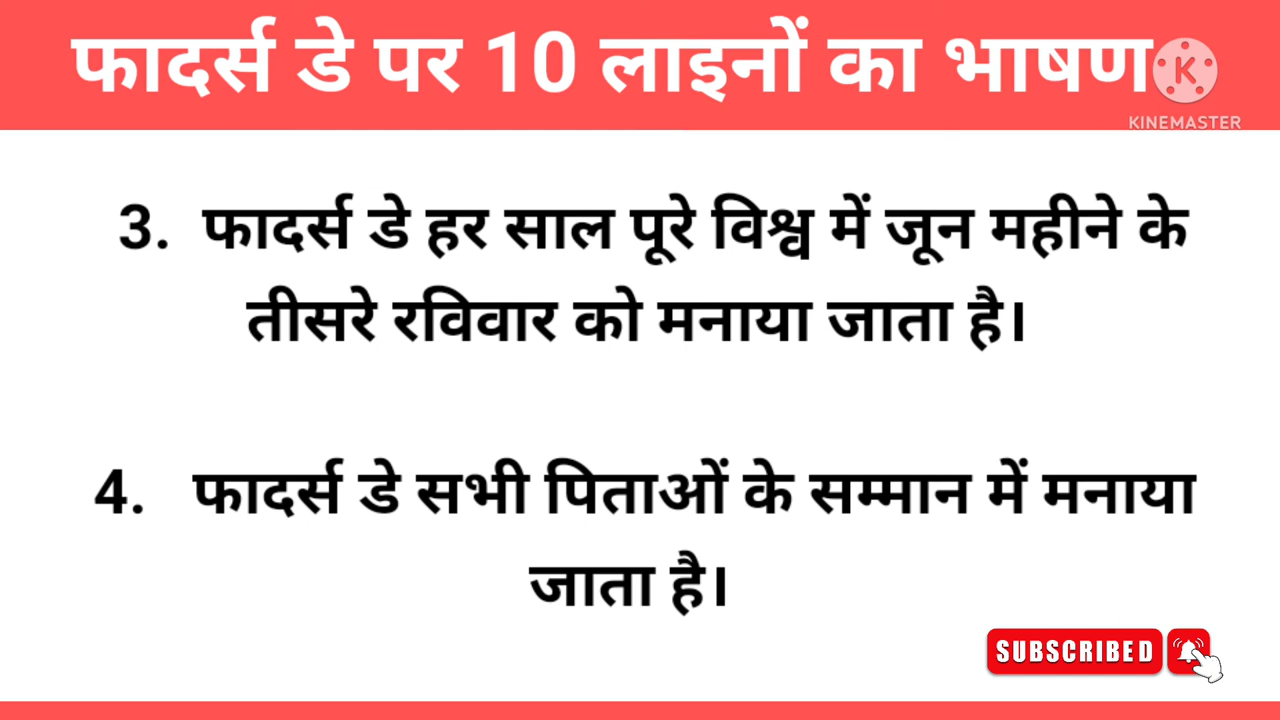 फादर्स डे पर 10 लाइनों का भाषण
K
KINEMASTER
3. फादर्स डे हर साल पूरे विश्व में जून महीने के
तीसरे रविवार को मनाया जाता है।
4. फादर्स डे सभी पिताओं के सम्मान में मनाया
जाता है।
SUBSCRIBED